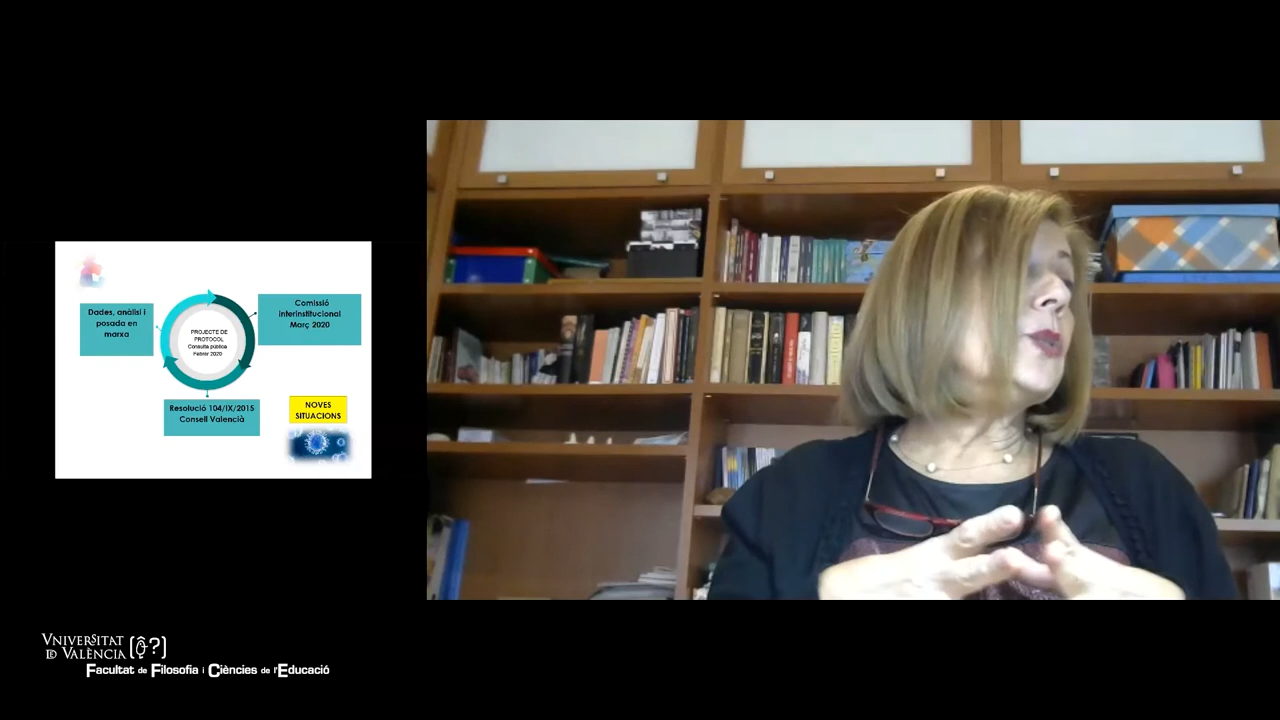 Dades, anàlisi i
posada en
marxa
PROJECTE DE
PROTOCOL
Consulta pública
Febrer 2020
Comissió
interinstitucional
Març 2020
Resolució 104/IX/2015
Consell Valencià
NOVES
SITUACIONS
VNIVERSITAT
DE VALÈNCIA
Facultat de Filosofia i Ciències de l'Educació